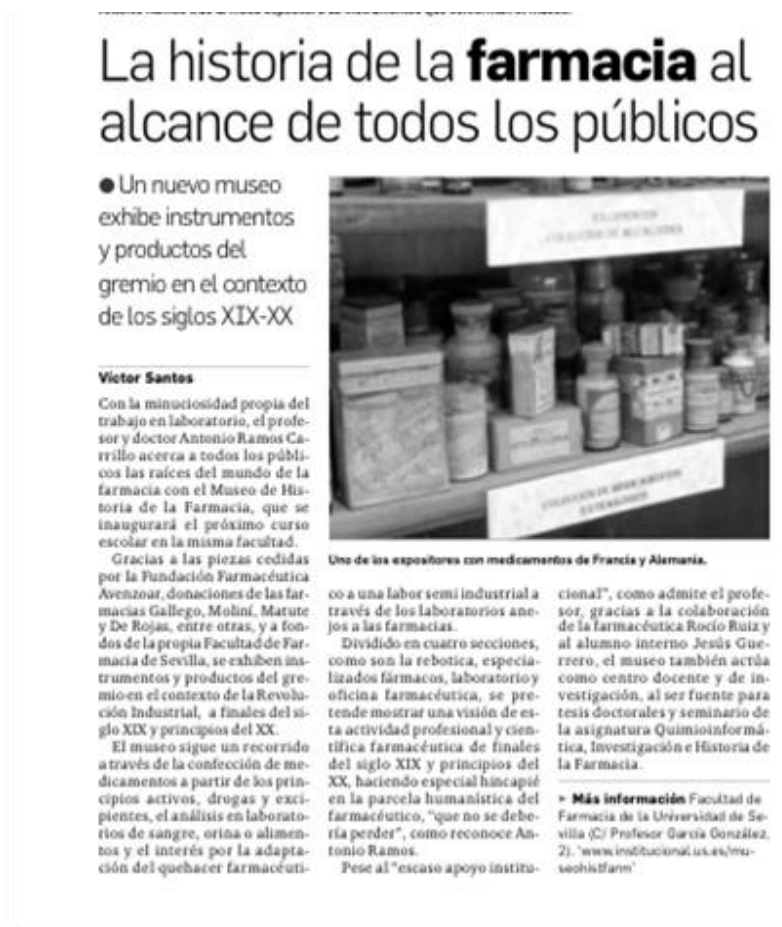 La historia de la farmacia al
alcance de todos los públicos
● Un nuevo museo
exhibe instrumentos
y productos del
gremio en el contexto
de los siglos XIX-XX
Víctor Santos
Con la minuciosidad propia del
trabajo en laboratorio, el profe-
sor y doctor Antonio Ramos Ca-
rrillo acerca a todos los públi-
cos las raíces del mundo de la
farmacia con el Museo de His-
toria de la Farmacia, que se
inaugurará el próximo curso
escolar en la misma facultad.
Gracias a las piezas cedidas
por la Fundación Farmacéutica
Avenzoar, donaciones de las far-
macias Gallego, Moliní, Matute
y De Rojas, entre otras, y a fon-
dos de la propia Facultad de Far-
macia de Sevilla, se exhiben ins-
trumentos y productos del gre-
mio en el contexto de la Revolu-
ción Industrial, a finales del si-
glo XIX y principios del XX.
El museo sigue un recorrido
a través de la confección de me-
dicamentos a partir de los prin-
cipios activos, drogas y exci-
pientes, el análisis en laborato-
rios de sangre, orina o alimen-
tos y el interés por la adapta-
ción del quehacer farmacéuti-
COLECCIÓN DE MEDICAMENTOS
EXTRANJEROS
Uno de los expositores con medicamentos de Francia y Alemania.
co a una labor semi industrial a
través de los laboratorios ane-
jos a las farmacias.
Dividido en cuatro secciones,
como son la rebotica, especia-
lizados fármacos, laboratorio y
oficina farmacéutica, se pre-
tende mostrar una visión de es-
ta actividad profesional y cien-
tífica farmacéutica de finales
del siglo XIX y principios del
XX, haciendo especial hincapié
en la parcela humanística del
farmacéutico, "que no se debe-
ría perder", como reconoce An-
tonio Ramos.
Pese al "escaso apoyo institu-
cional", como admite el profe-
sor, gracias a la colaboración
de la farmacéutica Rocío Ruiz y
al alumno interno Jesús Gue-
rrero, el museo también actúa
como centro docente y de in-
vestigación, al ser fuente para
tesis doctorales y seminario de
la asignatura Quimioinformá-
tica, Investigación e Historia de
la Farmacia.
► Más información Facultad de
Farmacia de la Universidad de Se-
villa (C/ Profesor García González,
2). 'www.institucional.us.es/mu-
seohistfarm'